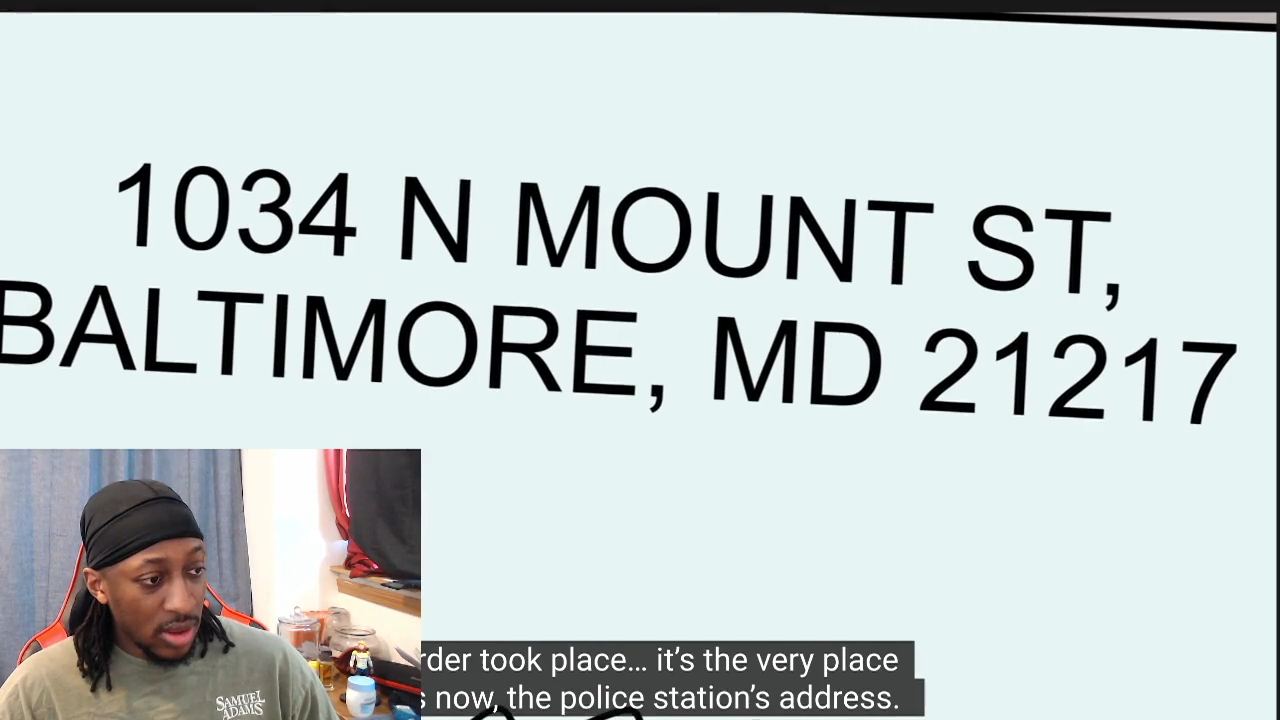 1034 N MOUNT ST,
BALTIMORE, MD 21217
SAMUEL
ADAMS
took place... it's the very place
now, the police station's address.